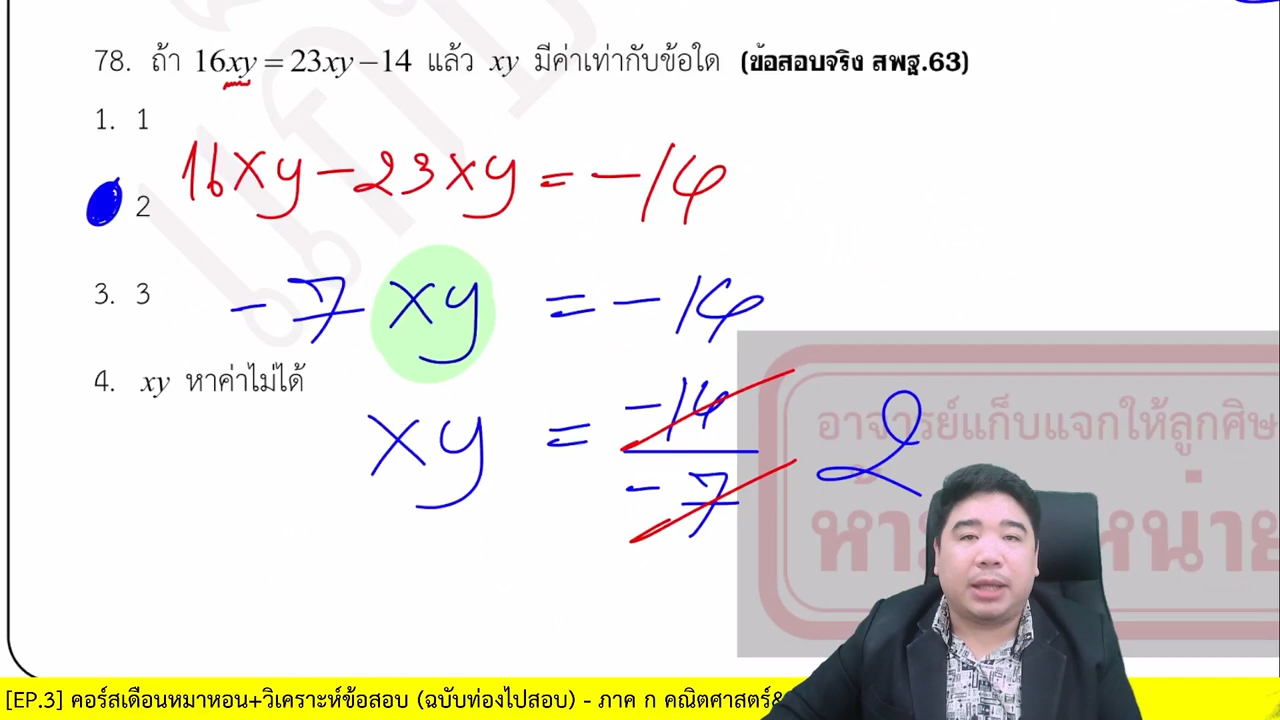 78. ถ้า 16xy = 23xy – 14 แล้ว xy มีค่าเท่ากับข้อใด (ข้อสอบจริง สพฐ.63)
1. 1
16xy – 23xy = – 14
2
– 7 xy = – 14
3. 3
4. xy หาค่าไม่ได้
xy = –14 / –7 2
อาจารย์แก็บแจกให้ลูกศิษ
[EP.3] คอร์สเดือนหมาหอน+วิเคราะห์ข้อสอบ (ฉบับท่องไปสอบ) - ภาค ก คณิตศาสตร์&